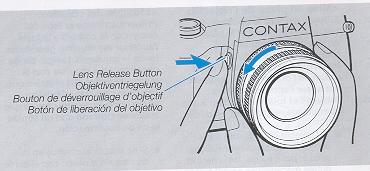 CONTAX
Lens Release Button
Objektiventriegelung
Bouton de déverrouillage d'objectif
Botón de liberación del objetivo